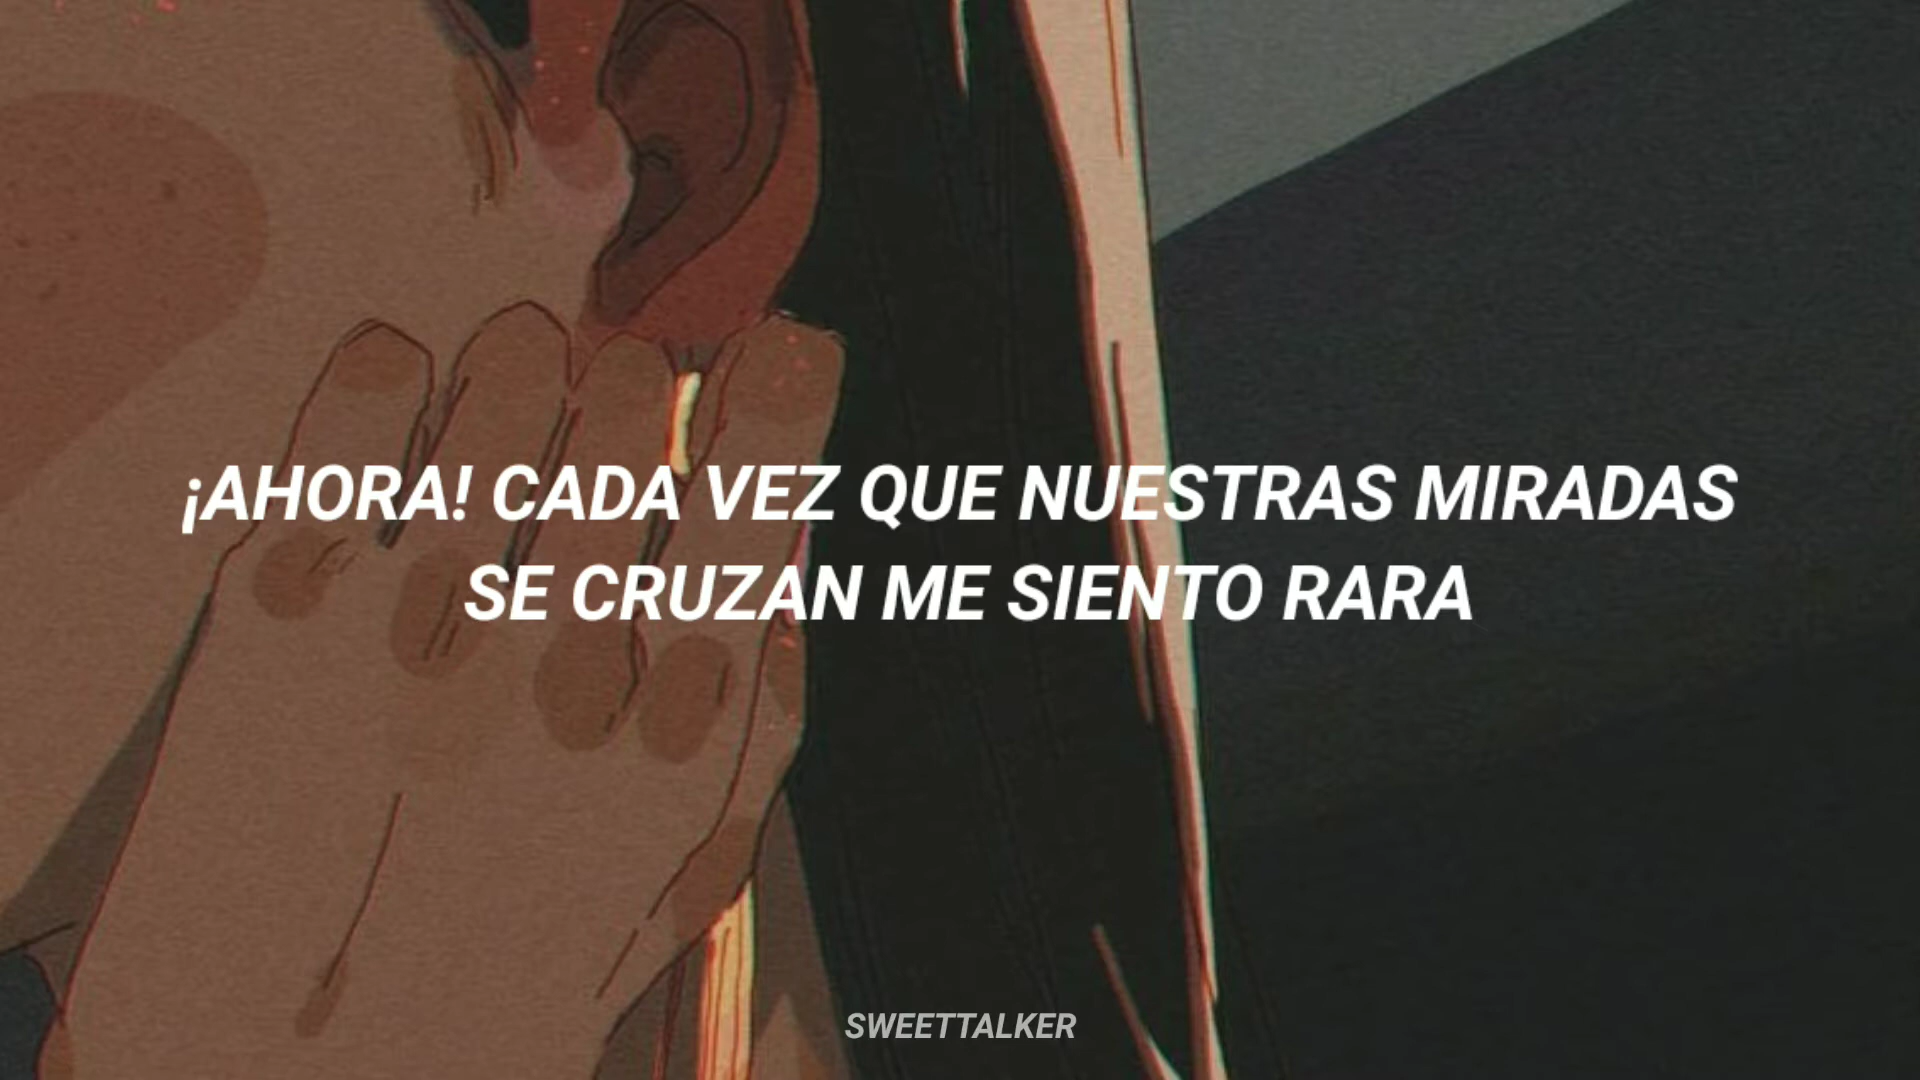 ¡AHORA! CADA VEZ QUE NUESTRAS MIRADAS
SE CRUZAN ME SIENTO RARA
SWEETTALKER